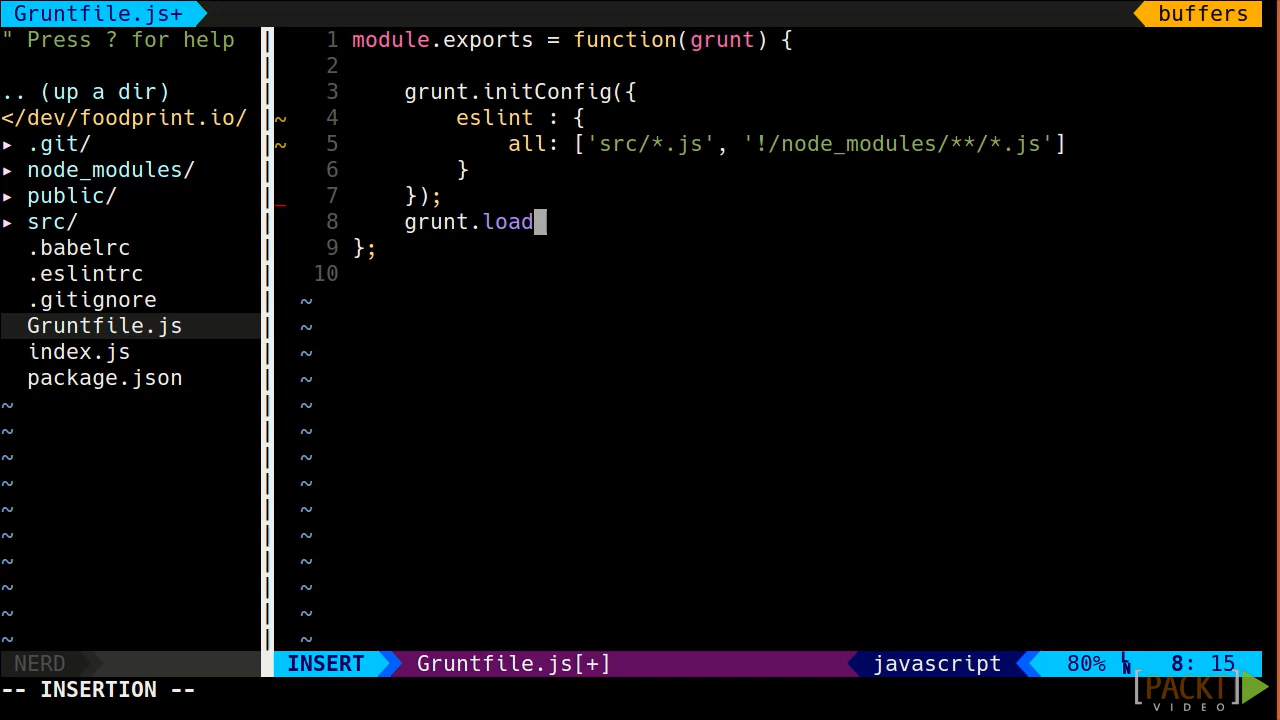 Gruntfile.js+ buffers
" Press ? for help
.. (up a dir)
</dev/foodprint.io/
▸ .git/
▸ node_modules/
▸ public/
▸ src/
.babelrc
.eslintrc
.gitignore
Gruntfile.js
index.js
package.json
~
~
~
~
~
~
~
~
~
~
1 module.exports = function(grunt) {
2
3 grunt.initConfig({
~ 4 eslint : {
~ 5 all: ['src/*.js', '!/node_modules/**/*.js']
6 }
_ 7 });
8 grunt.load
9 };
10
~
~
~
~
~
~
~
~
~
~
~
~
~
~
NERD INSERT Gruntfile.js[+] javascript 80% LN 8: 15
-- INSERTION --
[PACKT]
VIDEO